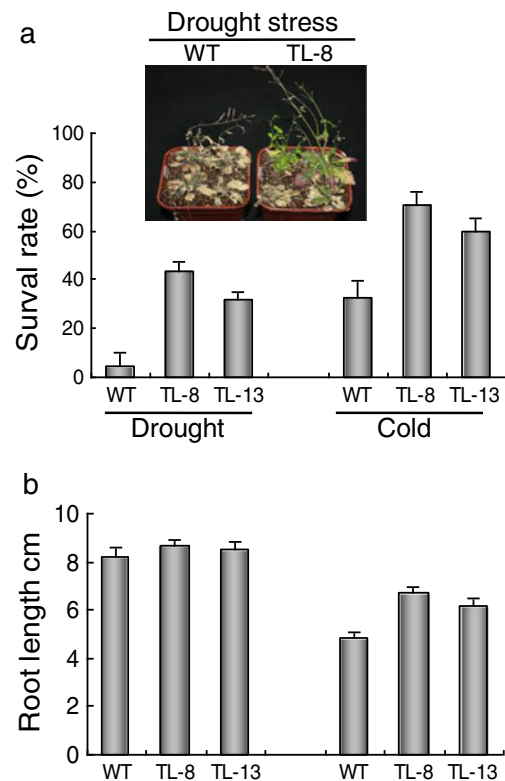 a
Drought stress
WT TL-8
Surval rate (%)
100
80
60
40
20
0
WT TL-8 TL-13 WT TL-8 TL-13
Drought Cold
b
Root length cm
10
8
6
4
2
0
WT TL-8 TL-13 WT TL-8 TL-13